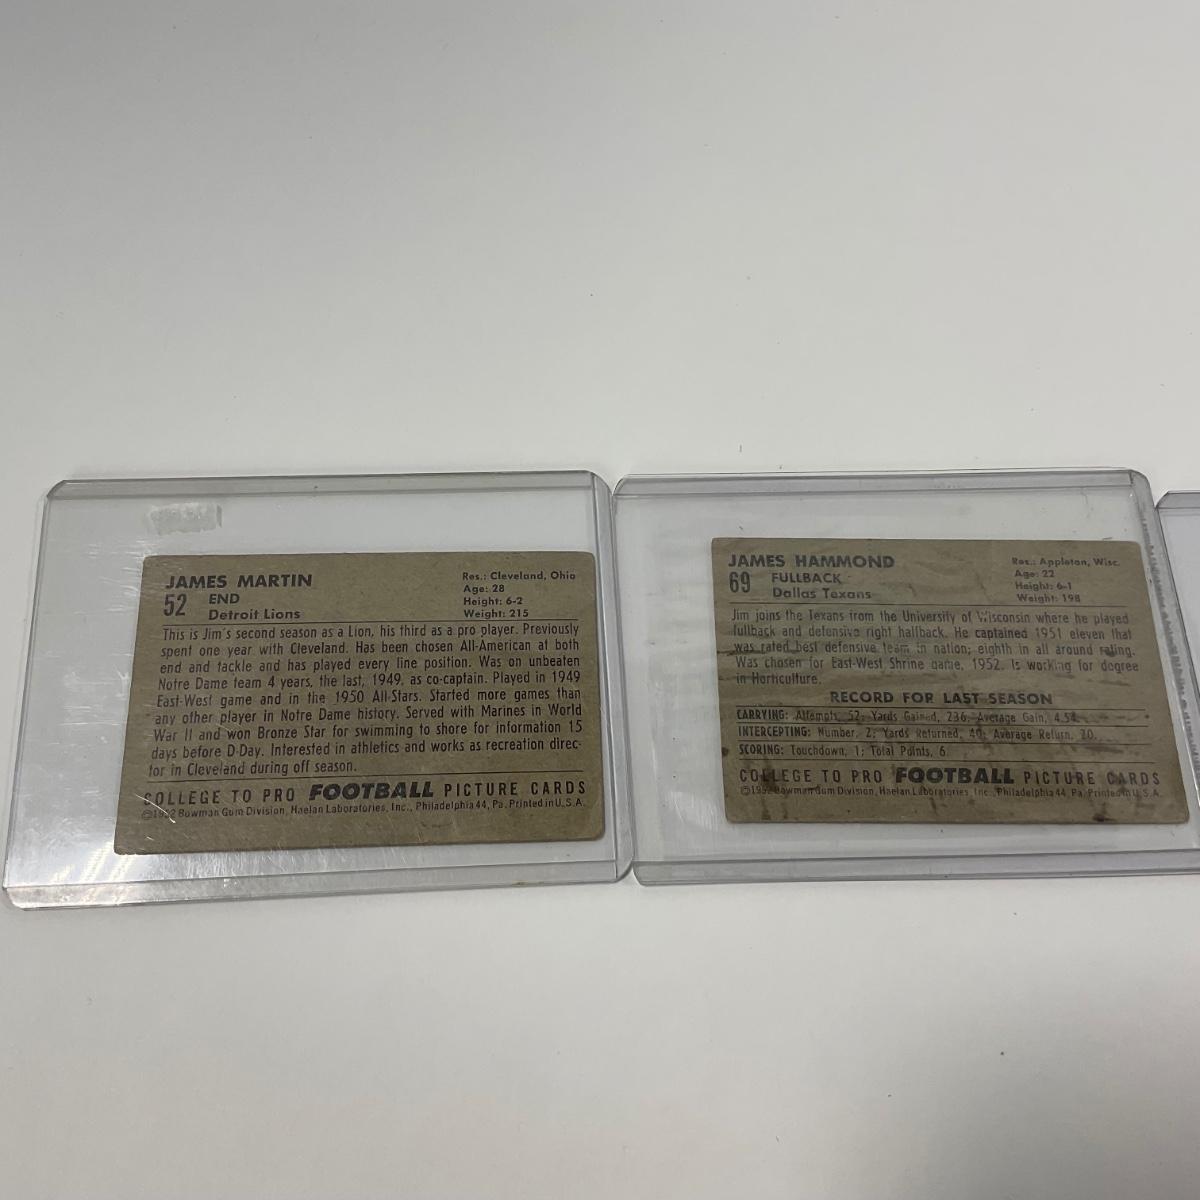 JAMES MARTIN
52 END
Detroit Lions
Res.: Cleveland, Ohio
Age: 28
Height: 6-2
Weight: 215
This is Jim's second season as a Lion, his third as a pro player. Previously
spent one year with Cleveland. Has been chosen All-American at both
end and tackle and has played every line position. Was on unbeaten
Notre Dame team 4 years, the last, 1949, as co-captain. Played in 1949
East-West game and in the 1950 All-Stars. Started more games than
any other player in Notre Dame history. Served with Marines in World
War II and won Bronze Star for swimming to shore for information 15
days before D-Day. Interested in athletics and works as recreation direc-
tor in Cleveland during off season.
COLLEGE TO PRO FOOTBALL PICTURE CARDS
©1952 Bowman Gum Division, Haelan Laboratories, Inc., Philadelphia 44, Pa. Printed in U.S.A.
JAMES HAMMOND
69 FULLBACK
Dallas Texans
Res.: Appleton, Wisc.
Age: 22
Height: 6-1
Weight: 198
Jim joins the Texans from the University of Wisconsin where he played
fullback and defensive right halfback. He captained 1951 eleven that
was rated best defensive team in nation; eighth in all around rating.
Was chosen for East-West Shrine game, 1952. Is working for degree
in Horticulture.
RECORD FOR LAST SEASON
CARRYING: Attempts, 52; Yards Gained, 236; Average Gain, 4.54.
INTERCEPTING: Number, 2; Yards Returned, 40; Average Return, 20.
SCORING: Touchdown, 1; Total Points, 6.
COLLEGE TO PRO FOOTBALL PICTURE CARDS
©1952 Bowman Gum Division, Haelan Laboratories, Inc., Philadelphia 44, Pa. Printed in U.S.A.